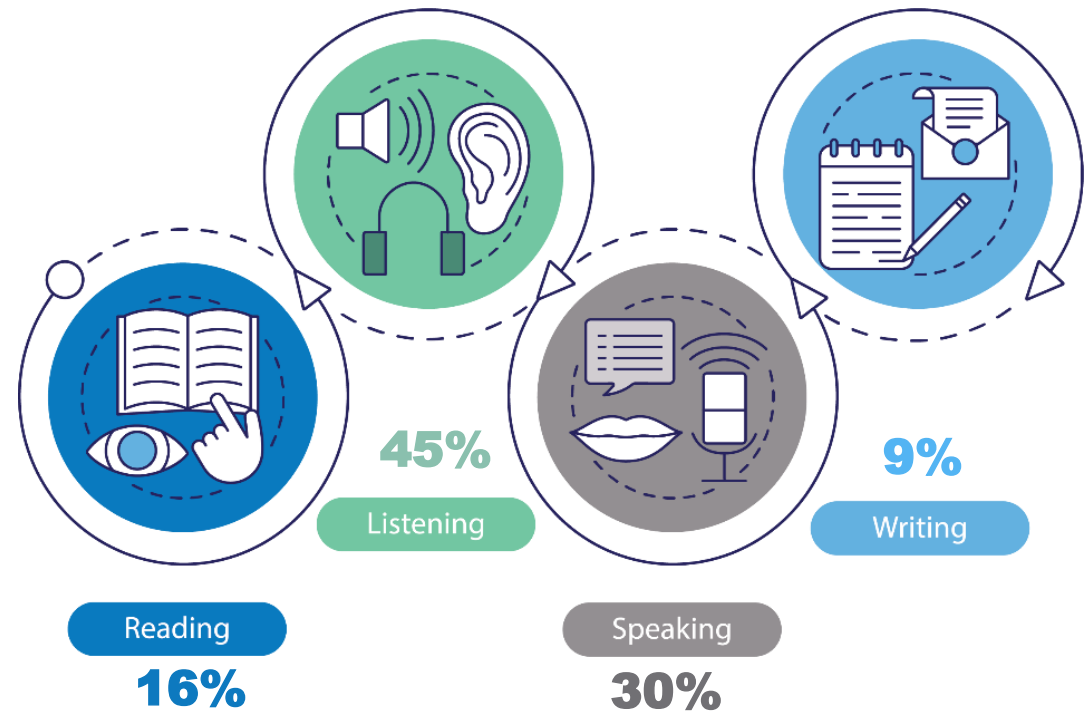 45%
Listening
9%
Writing
Reading
16%
Speaking
30%